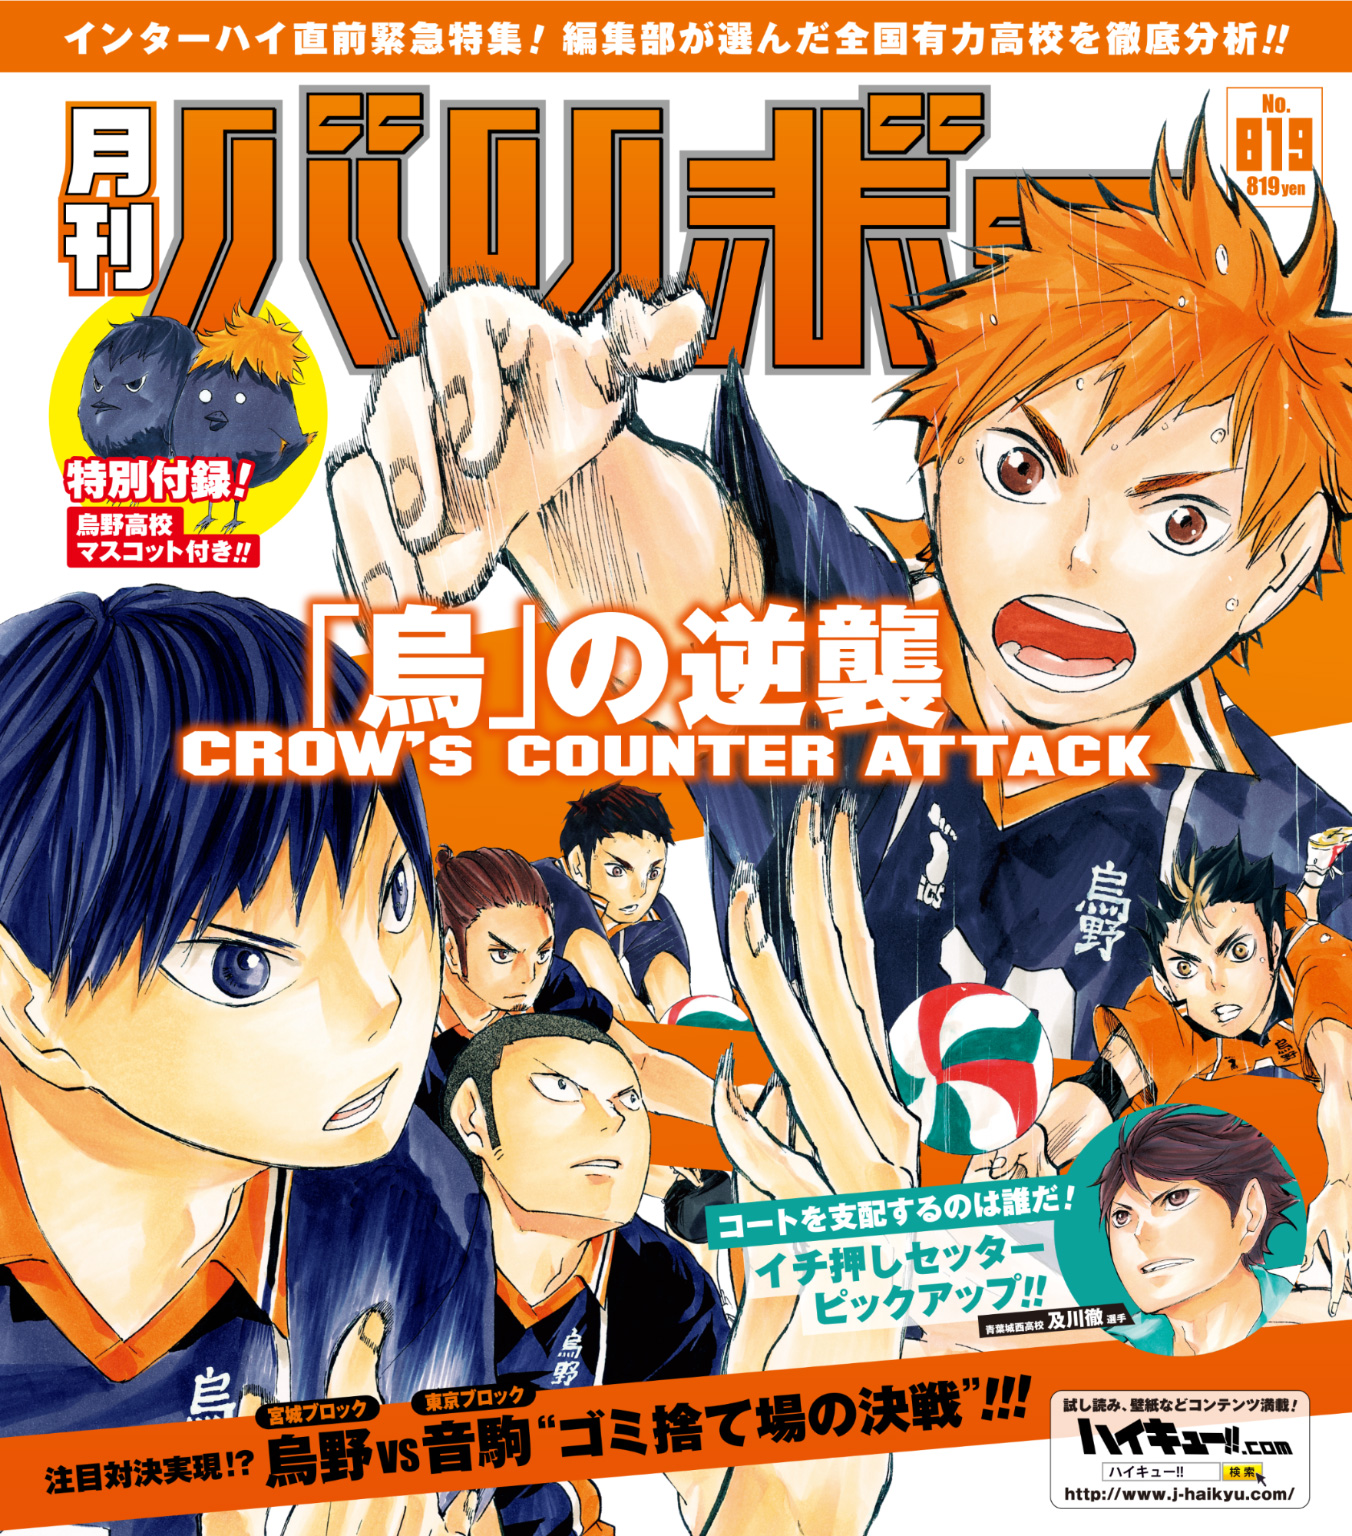 インターハイ直前緊急特集! 編集部が選んだ全国有力高校を徹底分析!!
月刊
バリボー
No.
819
819yen
特別付録!
烏野高校
マスコット付き!!
「烏」の逆襲
CROW'S COUNTER ATTACK
烏野
コートを支配するのは誰だ!
イチ押しセッター
ピックアップ!!
青葉城西高校 及川徹 選手
烏野
烏野
烏野
宮城ブロック 東京ブロック
注目対決実現!? 烏野VS音駒“ゴミ捨て場の決戦”!!!
試し読み、壁紙などコンテンツ満載!
ハイキュー!!.com
ハイキュー!! 検索
http://www.j-haikyu.com/